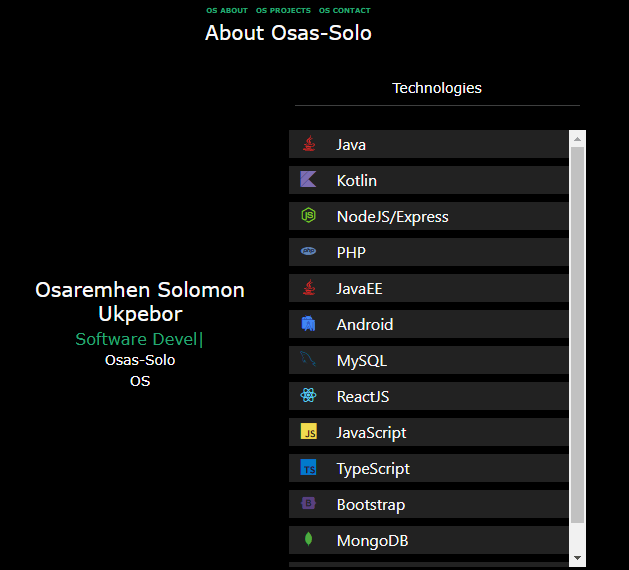 OS ABOUT OS PROJECTS OS CONTACT
About Osas-Solo
Technologies
Java
Kotlin
NodeJS/Express
PHP
JavaEE
Android
MySQL
ReactJS
JavaScript
TypeScript
Bootstrap
MongoDB
Osaremhen Solomon
Ukpebor
Software Devel|
Osas-Solo
OS